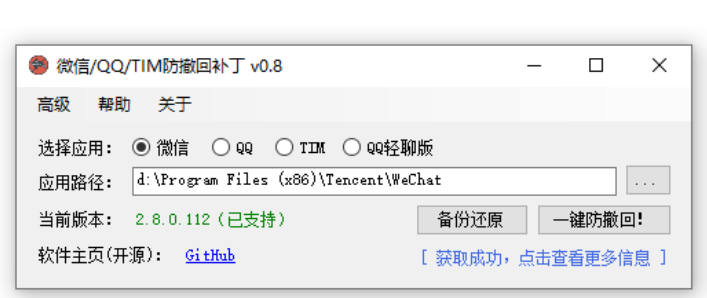 微信/QQ/TIM防撤回补丁 v0.8
高级 帮助 关于
选择应用： 微信 QQ TIM QQ轻聊版
应用路径： d:\Program Files (x86)\Tencent\WeChat ...
当前版本： 2.8.0.112（已支持） 备份还原 一键防撤回!
软件主页(开源)： GitHub [ 获取成功，点击查看更多信息 ]